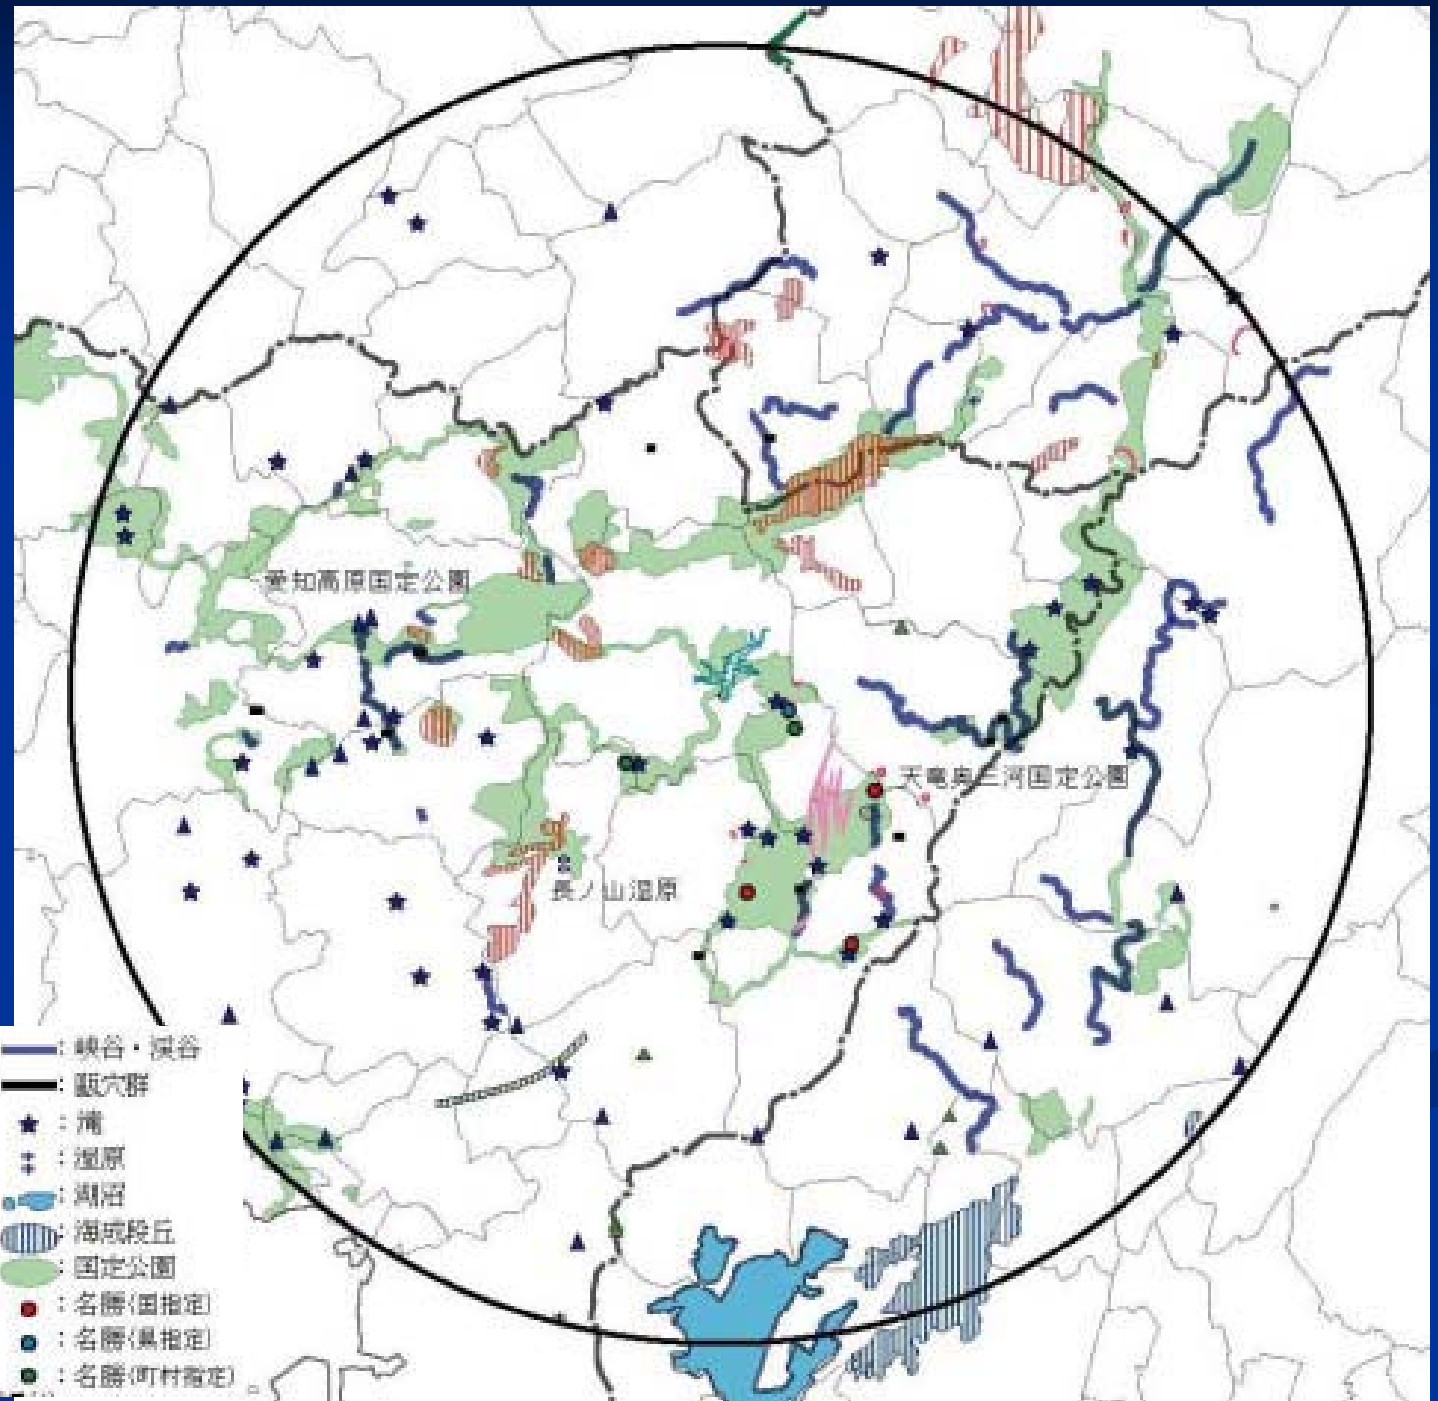 愛知高原国定公園
天竜奥三河国定公園
長ノ山湿原
：峡谷・渓谷
：甌穴群
：滝
：湿原
：湖沼
：海成段丘
：国定公園
：名勝(国指定)
：名勝(県指定)
：名勝(町村指定)